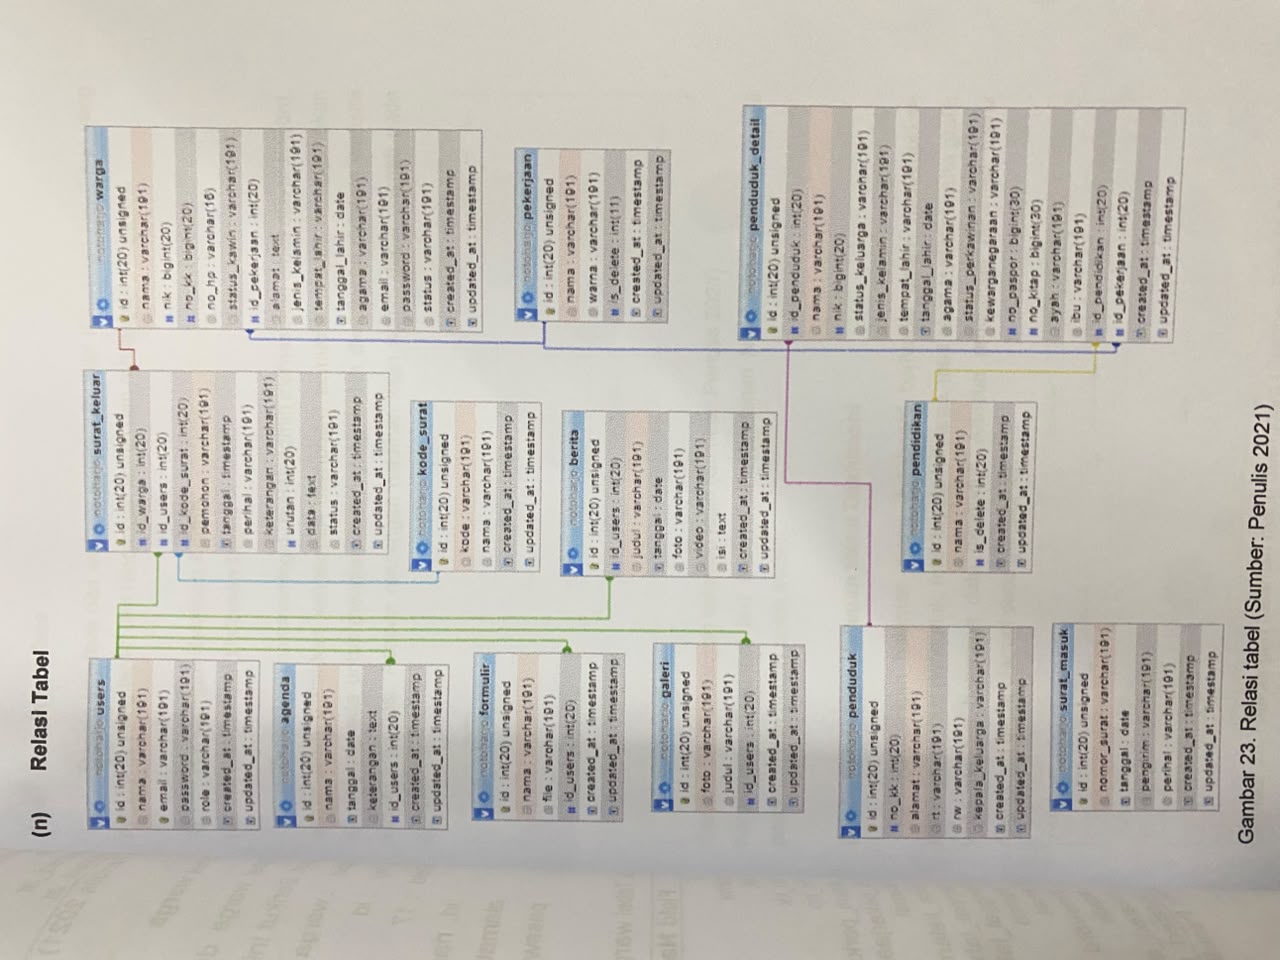 (n) Relasi Tabel
notoharjo users
id : int(20) unsigned
nama : varchar(191)
email : varchar(191)
password : varchar(191)
role : varchar(191)
created_at : timestamp
updated_at : timestamp
notoharjo agenda
id : int(20) unsigned
nama : varchar(191)
tanggal : date
keterangan : text
id_users : int(20)
created_at : timestamp
updated_at : timestamp
notoharjo formulir
id : int(20) unsigned
nama : varchar(191)
file : varchar(191)
id_users : int(20)
created_at : timestamp
updated_at : timestamp
notoharjo galeri
id : int(20) unsigned
foto : varchar(191)
judul : varchar(191)
id_users : int(20)
created_at : timestamp
updated_at : timestamp
notoharjo penduduk
id : int(20) unsigned
no_kk : int(20)
alamat : varchar(191)
rt : varchar(191)
rw : varchar(191)
kepala_keluarga : varchar(191)
created_at : timestamp
updated_at : timestamp
notoharjo surat_masuk
id : int(20) unsigned
nomor_surat : varchar(191)
tanggal : date
pengirim : varchar(191)
perihal : varchar(191)
created_at : timestamp
updated_at : timestamp
notoharjo surat_keluar
id : int(20) unsigned
id_warga : int(20)
id_users : int(20)
id_kode_surat : int(20)
pemohon : varchar(191)
tanggal : timestamp
perihal : varchar(191)
keterangan : varchar(191)
urutan : int(20)
data : text
status : varchar(191)
created_at : timestamp
updated_at : timestamp
notoharjo kode_surat
id : int(20) unsigned
kode : varchar(191)
nama : varchar(191)
created_at : timestamp
updated_at : timestamp
notoharjo berita
id : int(20) unsigned
id_users : int(20)
judul : varchar(191)
tanggal : date
foto : varchar(191)
video : varchar(191)
isi : text
created_at : timestamp
updated_at : timestamp
notoharjo pendidikan
id : int(20) unsigned
nama : varchar(191)
is_delete : int(20)
created_at : timestamp
updated_at : timestamp
notoharjo warga
id : int(20) unsigned
nama : varchar(191)
nik : bigint(20)
no_kk : bigint(20)
no_hp : varchar(16)
status_kawin : varchar(191)
id_pekerjaan : int(20)
alamat : text
jenis_kelamin : varchar(191)
tempat_lahir : varchar(191)
tanggal_lahir : date
agama : varchar(191)
email : varchar(191)
password : varchar(191)
status : varchar(191)
created_at : timestamp
updated_at : timestamp
notoharjo pekerjaan
id : int(20) unsigned
nama : varchar(191)
warna : varchar(191)
is_delete : int(11)
created_at : timestamp
updated_at : timestamp
notoharjo penduduk_detail
id : int(20) unsigned
id_penduduk : int(20)
nama : varchar(191)
nik : bigint(20)
status_keluarga : varchar(191)
jenis_kelamin : varchar(191)
tempat_lahir : varchar(191)
tanggal_lahir : date
agama : varchar(191)
status_perkawinan : varchar(191)
kewarganegaraan : varchar(191)
no_paspor : bigint(30)
no_kitap : bigint(30)
ayah : varchar(191)
ibu : varchar(191)
id_pendidikan : int(20)
id_pekerjaan : int(20)
created_at : timestamp
updated_at : timestamp
Gambar 23. Relasi tabel (Sumber: Penulis 2021)